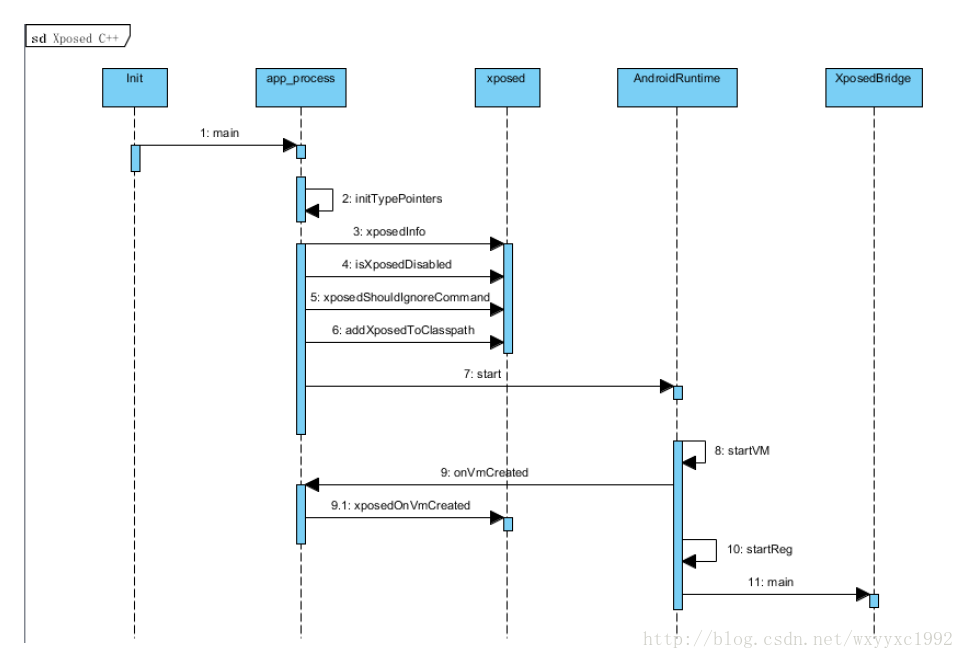 sd Xposed C++
Init
app_process
xposed
AndroidRuntime
XposedBridge
1: main
2: initTypePointers
3: xposedInfo
4: isXposedDisabled
5: xposedShouldIgnoreCommand
6: addXposedToClasspath
7: start
8: startVM
9: onVmCreated
9.1: xposedOnVmCreated
10: startReg
11: main
http://blog.csdn.net/wxyyxc1992